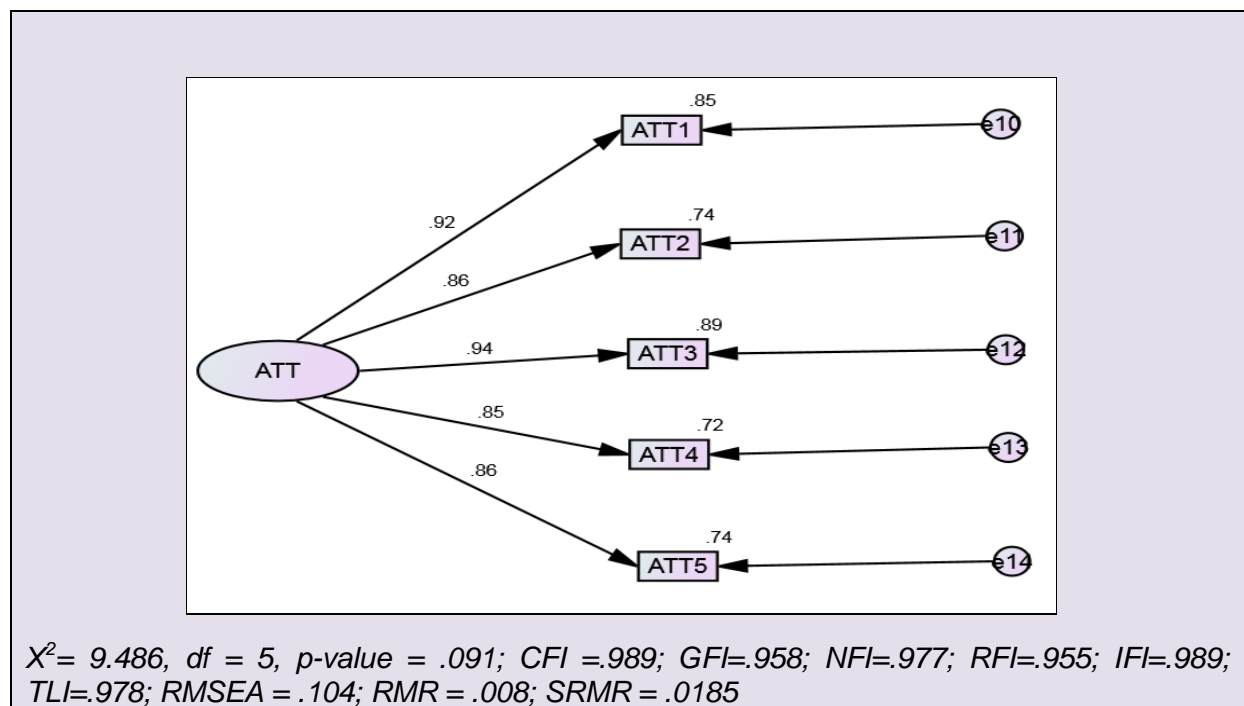 .85
ATT1
e10
.92
.74
ATT2
e11
.86
.89
ATT3
e12
.94
ATT
.85
.72
ATT4
e13
.86
.74
ATT5
e14
X²= 9.486, df = 5, p-value = .091; CFI =.989; GFI=.958; NFI=.977; RFI=.955; IFI=.989;
TLI=.978; RMSEA = .104; RMR = .008; SRMR = .0185